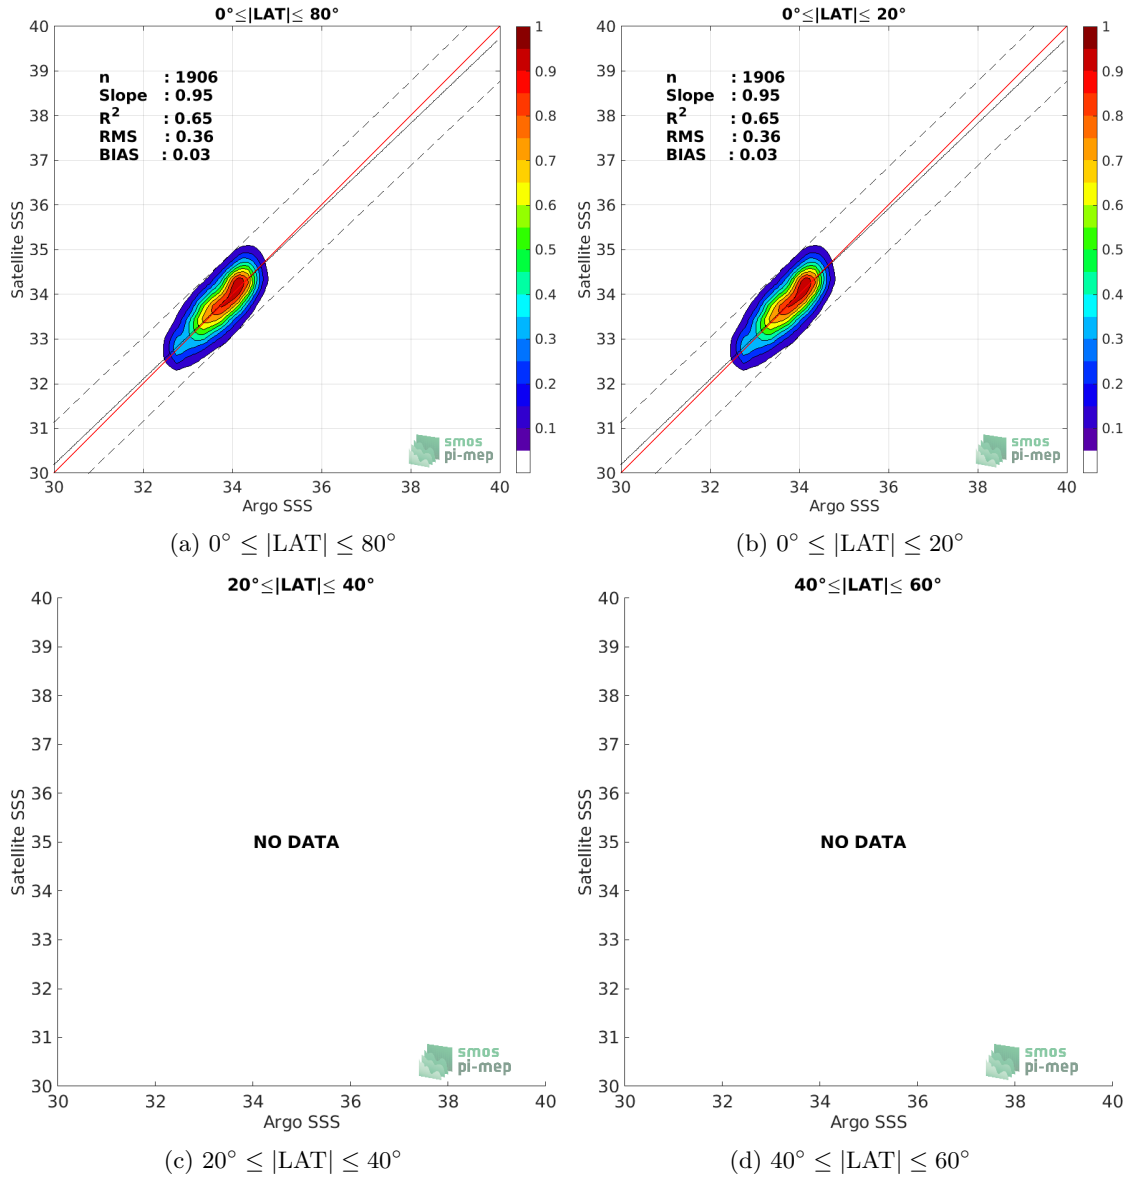 0°≤|LAT|≤ 80°
40
39
38
37
36
35
34
33
32
31
30
Satellite SSS
n : 1906
Slope : 0.95
R² : 0.65
RMS : 0.36
BIAS : 0.03
smos
pi-mep
30 32 34 36 38 40
Argo SSS
1
0.9
0.8
0.7
0.6
0.5
0.4
0.3
0.2
0.1
(a) 0° ≤ |LAT| ≤ 80°
0°≤|LAT|≤ 20°
40
39
38
37
36
35
34
33
32
31
30
Satellite SSS
n : 1906
Slope : 0.95
R² : 0.65
RMS : 0.36
BIAS : 0.03
smos
pi-mep
30 32 34 36 38 40
Argo SSS
1
0.9
0.8
0.7
0.6
0.5
0.4
0.3
0.2
0.1
(b) 0° ≤ |LAT| ≤ 20°
20°≤|LAT|≤ 40°
40
39
38
37
36
35
34
33
32
31
30
Satellite SSS
NO DATA
smos
pi-mep
30 32 34 36 38 40
Argo SSS
(c) 20° ≤ |LAT| ≤ 40°
40°≤|LAT|≤ 60°
40
39
38
37
36
35
34
33
32
31
30
Satellite SSS
NO DATA
smos
pi-mep
30 32 34 36 38 40
Argo SSS
(d) 40° ≤ |LAT| ≤ 60°